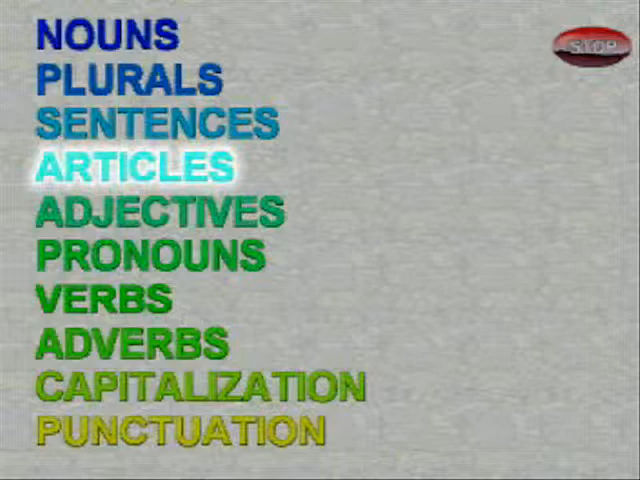 NOUNS
STOP
PLURALS
SENTENCES
ARTICLES
ADJECTIVES
PRONOUNS
VERBS
ADVERBS
CAPITALIZATION
PUNCTUATION